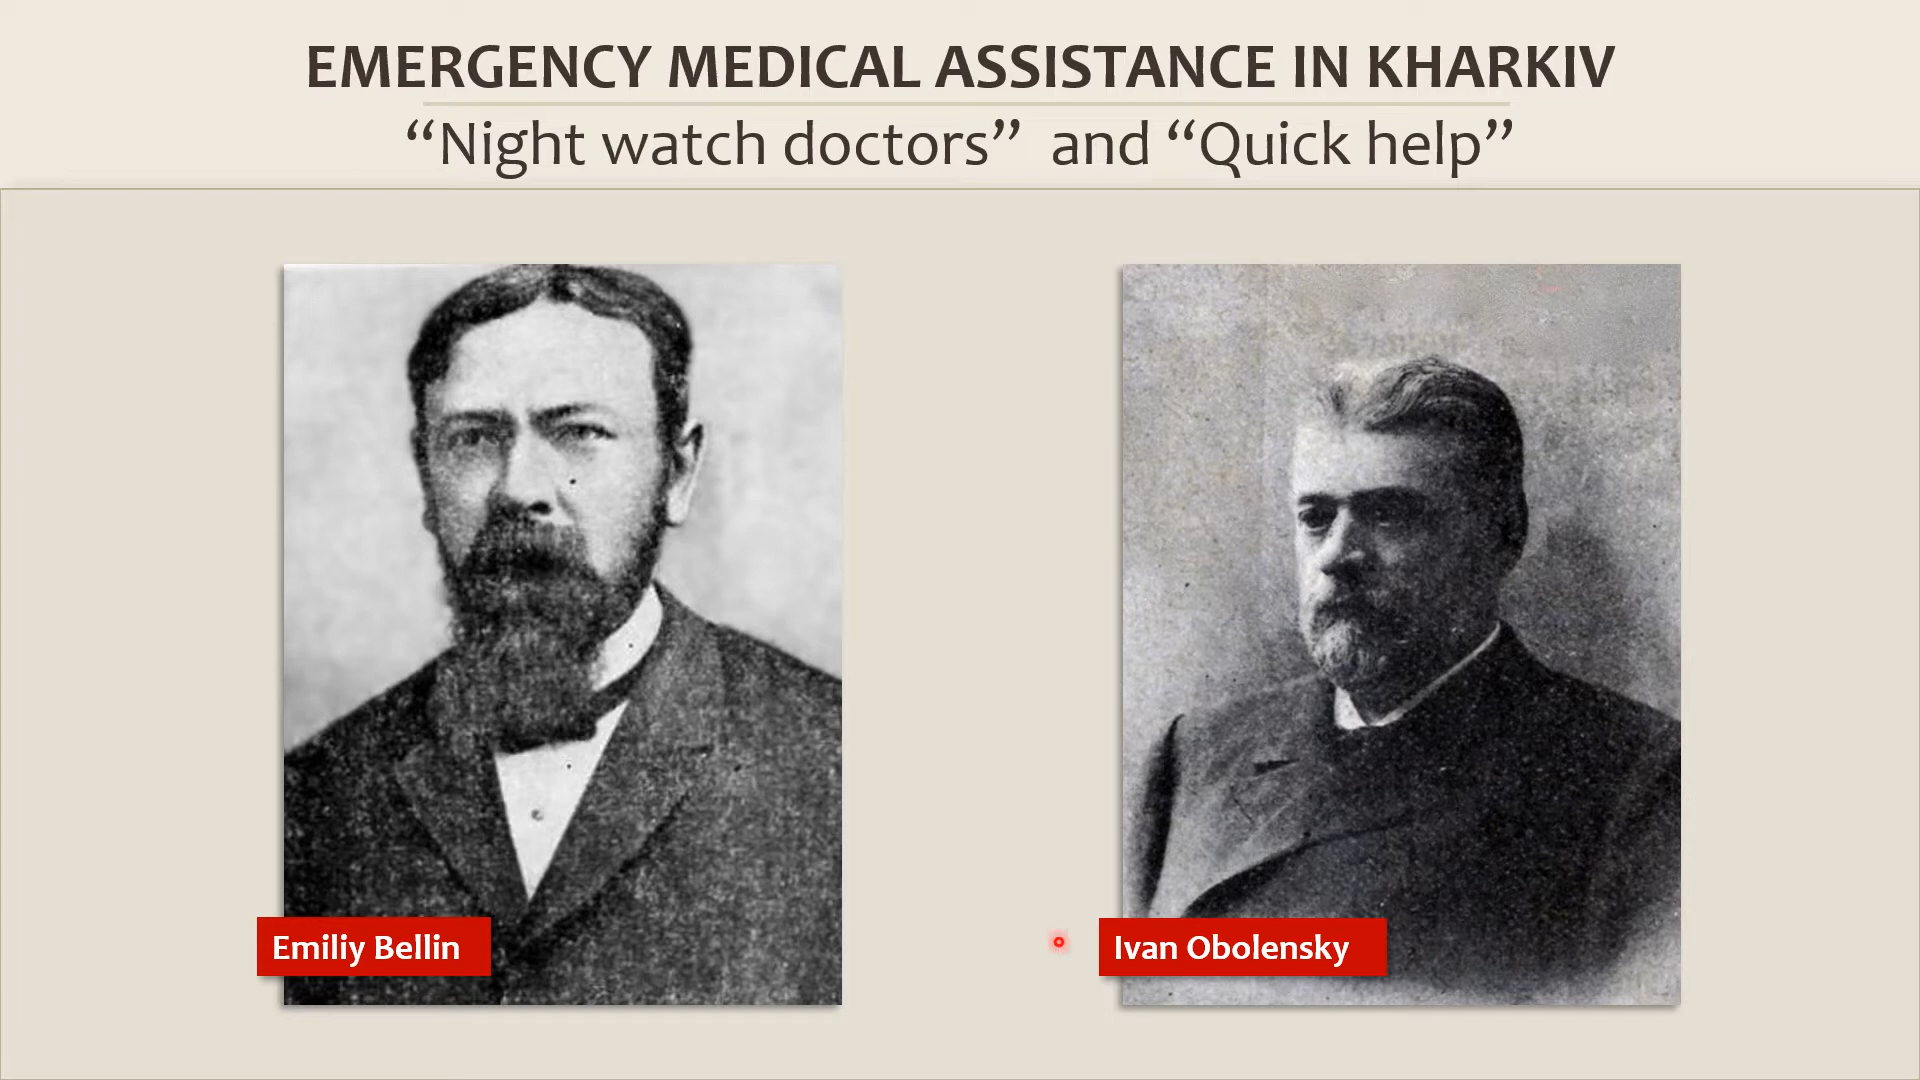 EMERGENCY MEDICAL ASSISTANCE IN KHARKIV
“Night watch doctors” and “Quick help”
Emiliy Bellin
Ivan Obolensky